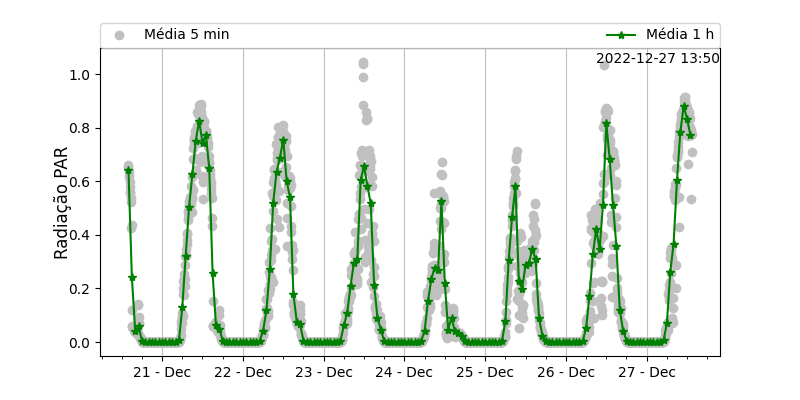 Média 5 min
Média 1 h
2022-12-27 13:50
Radiação PAR
1.0
0.8
0.6
0.4
0.2
0.0
21 - Dec
22 - Dec
23 - Dec
24 - Dec
25 - Dec
26 - Dec
27 - Dec